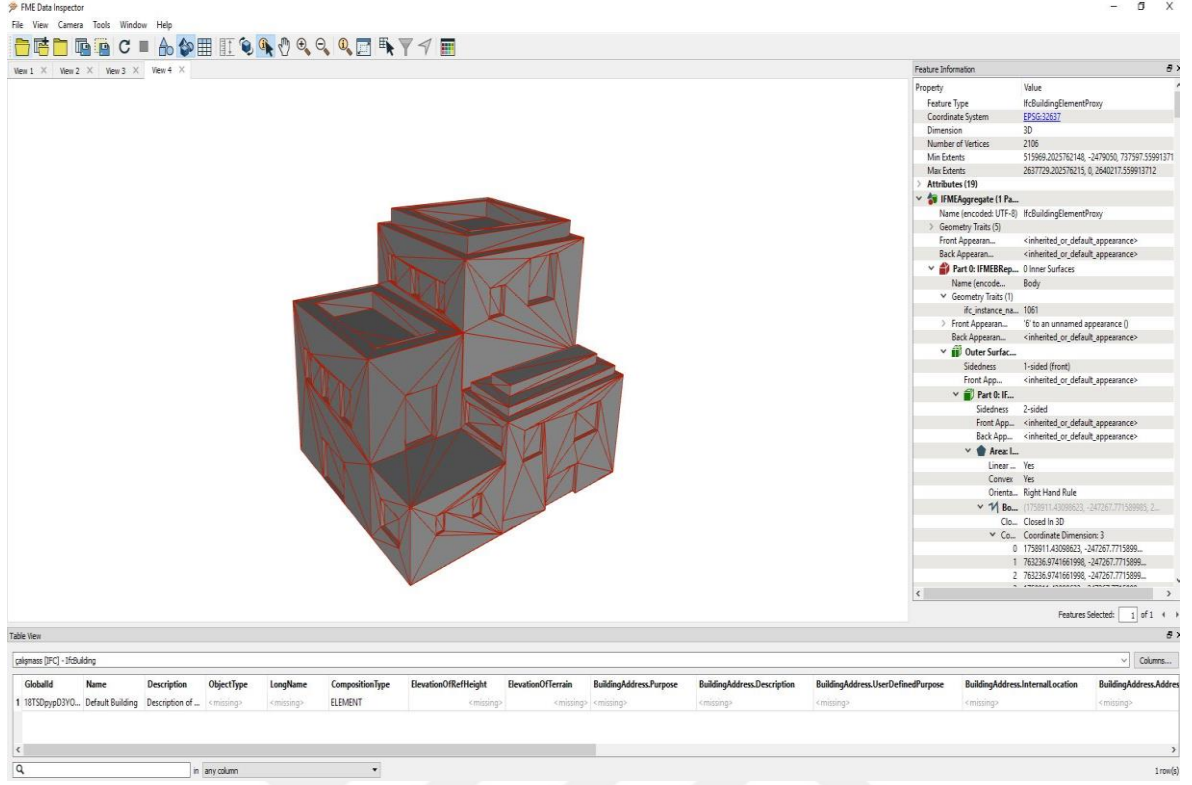 FME Data Inspector
File View Camera Tools Window Help
View 1 View 2 View 3 View 4
Feature Information
Property Value
Feature Type IfcBuildingElementProxy
Coordinate System EPSG:32637
Dimension 3D
Number of Vertices 2106
Min Extents 515969.2025762148, -2479050, 737597.55991371
Max Extents 2637729.202576215, 0, 2640217.559913712
Attributes (19)
IFMEAggregate (1 Pa...
Name (encoded: UTF-8) IfcBuildingElementProxy
Geometry Traits (5)
Front Appearan... <inherited_or_default_appearance>
Back Appearan... <inherited_or_default_appearance>
Part 0: IFMEBRep... 0 Inner Surfaces
Name (encode... Body
Geometry Traits (1)
ifc_instance_na... 1061
Front Appearan... '6' to an unnamed appearance ()
Back Appearan... <inherited_or_default_appearance>
Outer Surfac...
Sidedness 1-sided (front)
Front App... <inherited_or_default_appearance>
Part 0: IF...
Sidedness 2-sided
Front App... <inherited_or_default_appearance>
Back App... <inherited_or_default_appearance>
Area: I...
Linear ... Yes
Convex Yes
Orienta... Right Hand Rule
Bo... (1758911.43098623, -247267.771589985, 2...
Clo... Closed In 3D
Co... Coordinate Dimension: 3
0 1758911.43098623, -247267.7715899...
1 763236.9741661998, -247267.7715899...
2 763236.9741661998, -247267.7715899...
Features Selected: 1 of 1
Table View
çalışmass [IFC] - IfcBuilding
Columns...
GlobalId Name Description ObjectType LongName CompositionType ElevationOfRefHeight ElevationOfTerrain BuildingAddress.Purpose BuildingAddress.Description BuildingAddress.UserDefinedPurpose BuildingAddress.InternalLocation BuildingAddress.Addres
1 18TSDpypD3YO... Default Building Description of ... <missing> <missing> ELEMENT <missing> <missing> <missing> <missing> <missing> <missing> <missing>
in any column
1 row(s)